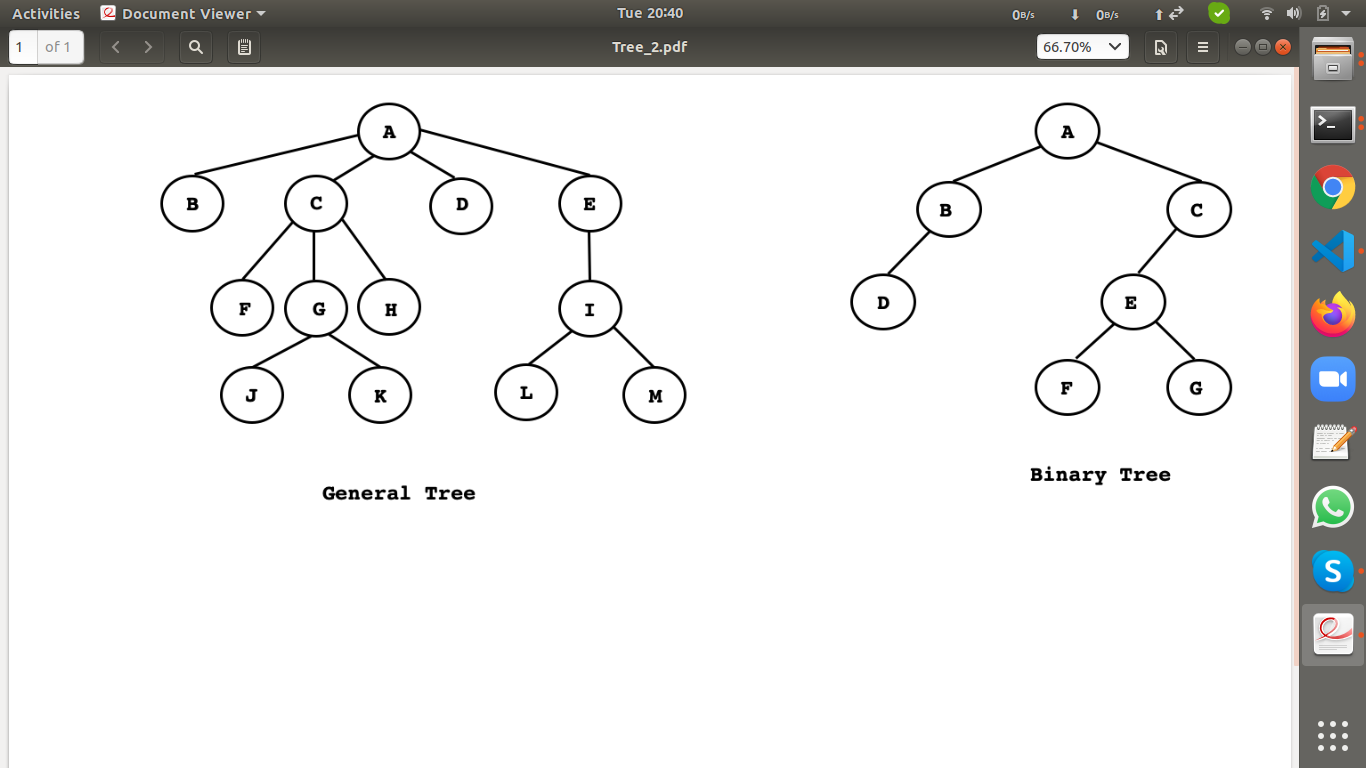 Activities Document Viewer Tue 20:40 0B/s 0B/s
1 of 1 Tree_2.pdf 66.70%
A
B C D E
F G H I
J K L M
General Tree
A
B C
D E
F G
Binary Tree
S